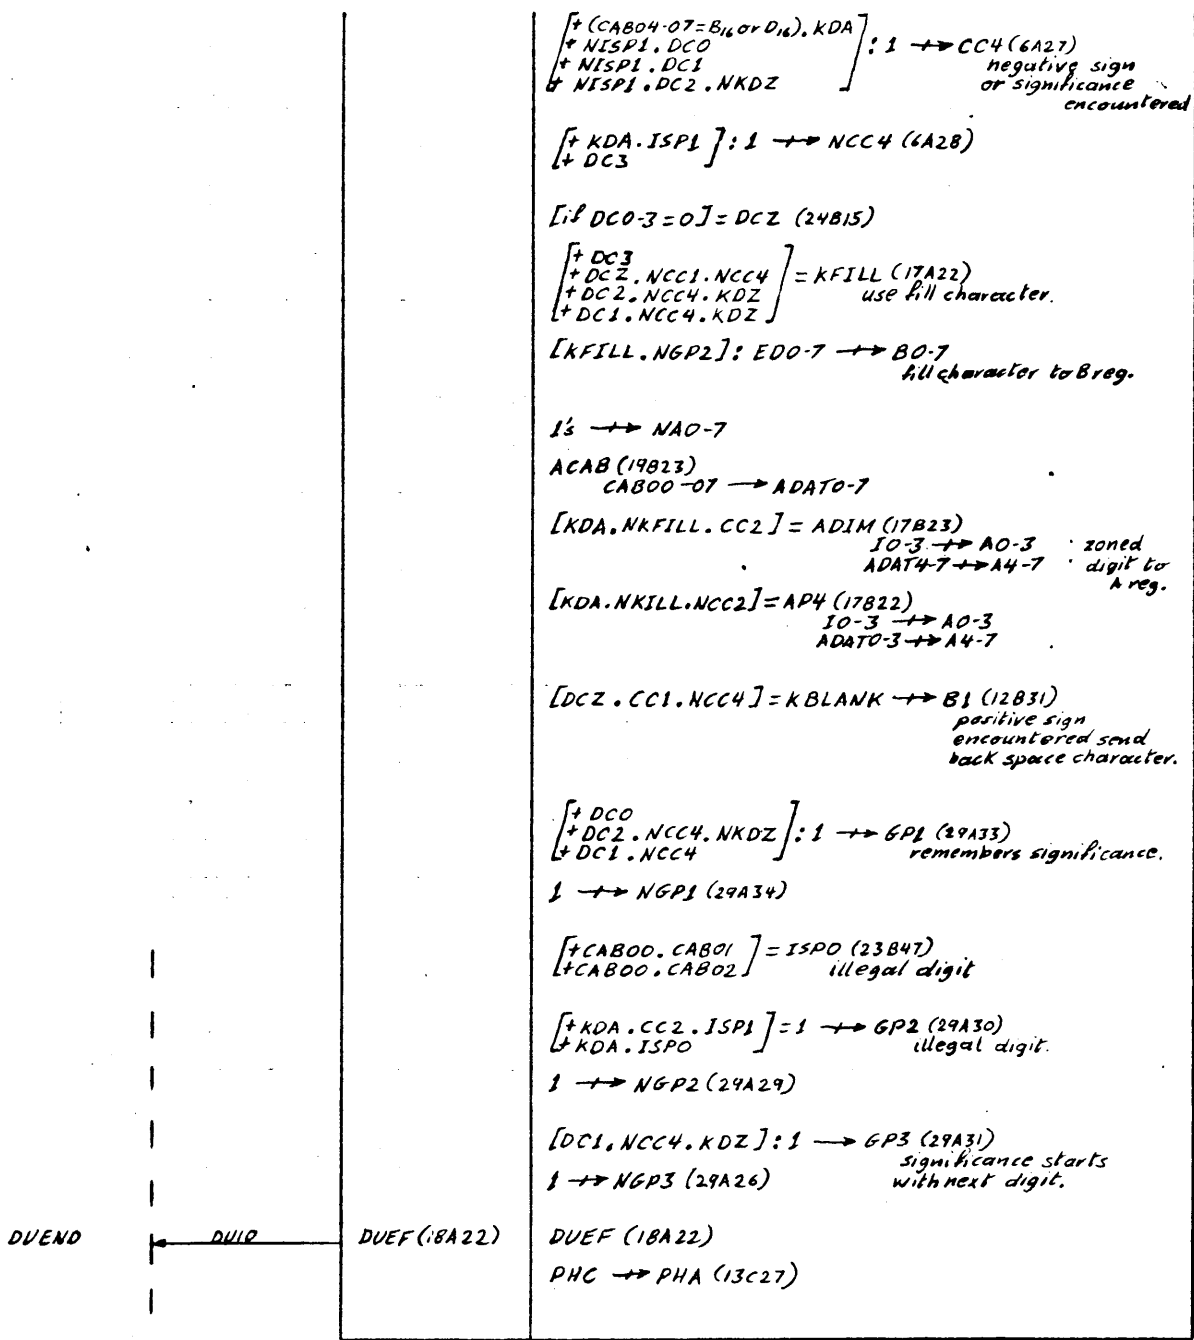 [+ (CAB04-07=B16 or D16).KDA
+ NISP1.DC0
+ NISP1.DC1
+ NISP1.DC2.NKDZ ]: 1 ↛ CC4 (6A27)
negative sign
or significance
encountered
[+ KDA.ISP1
+ DC3 ]: 1 ↛ NCC4 (6A28)
[if DC0-3=0]= DCZ (24B15)
[+ DC3
+ DCZ.NCC1.NCC4
+ DC2.NCC4.KDZ
+ DC1.NCC4.KDZ ] = KFILL (17A22)
use fill character.
[KFILL.NGP2]: ED0-7 ↛ B0-7
fill character to B reg.
1's ↛ NA0-7
ACAB (19B23)
CAB00-07 → ADAT0-7
[KDA.NKFILL.CC2] = ADIM (17B23)
I0-3 ↛ A0-3 zoned
ADAT4-7 ↛ A4-7 digit to
A reg.
[KDA.NKILL.NCC2] = AP4 (17B22)
I0-3 ↛ A0-3
ADAT0-3 ↛ A4-7
[DCZ.CC1.NCC4] = KBLANK ↛ B1 (12B31)
positive sign
encountered send
back space character.
[+ DC0
+ DC2.NCC4.NKDZ
+ DC1.NCC4 ]: 1 ↛ GP1 (29A33)
remembers significance.
1 ↛ NGP1 (29A34)
[+CAB00.CAB01
+CAB00.CAB02 ] = ISP0 (23B47)
illegal digit
[+ KDA.CC2.ISP1
+ KDA.ISP0 ] = 1 ↛ GP2 (29A30)
illegal digit.
1 ↛ NGP2 (29A29)
[DC1.NCC4.KDZ]: 1 → GP3 (29A31)
significance starts
1 ↛ NGP3 (29A26) with next digit.
DUEND DUIO DUEF (18A22) DUEF (18A22)
PHC ↛ PHA (13C27)